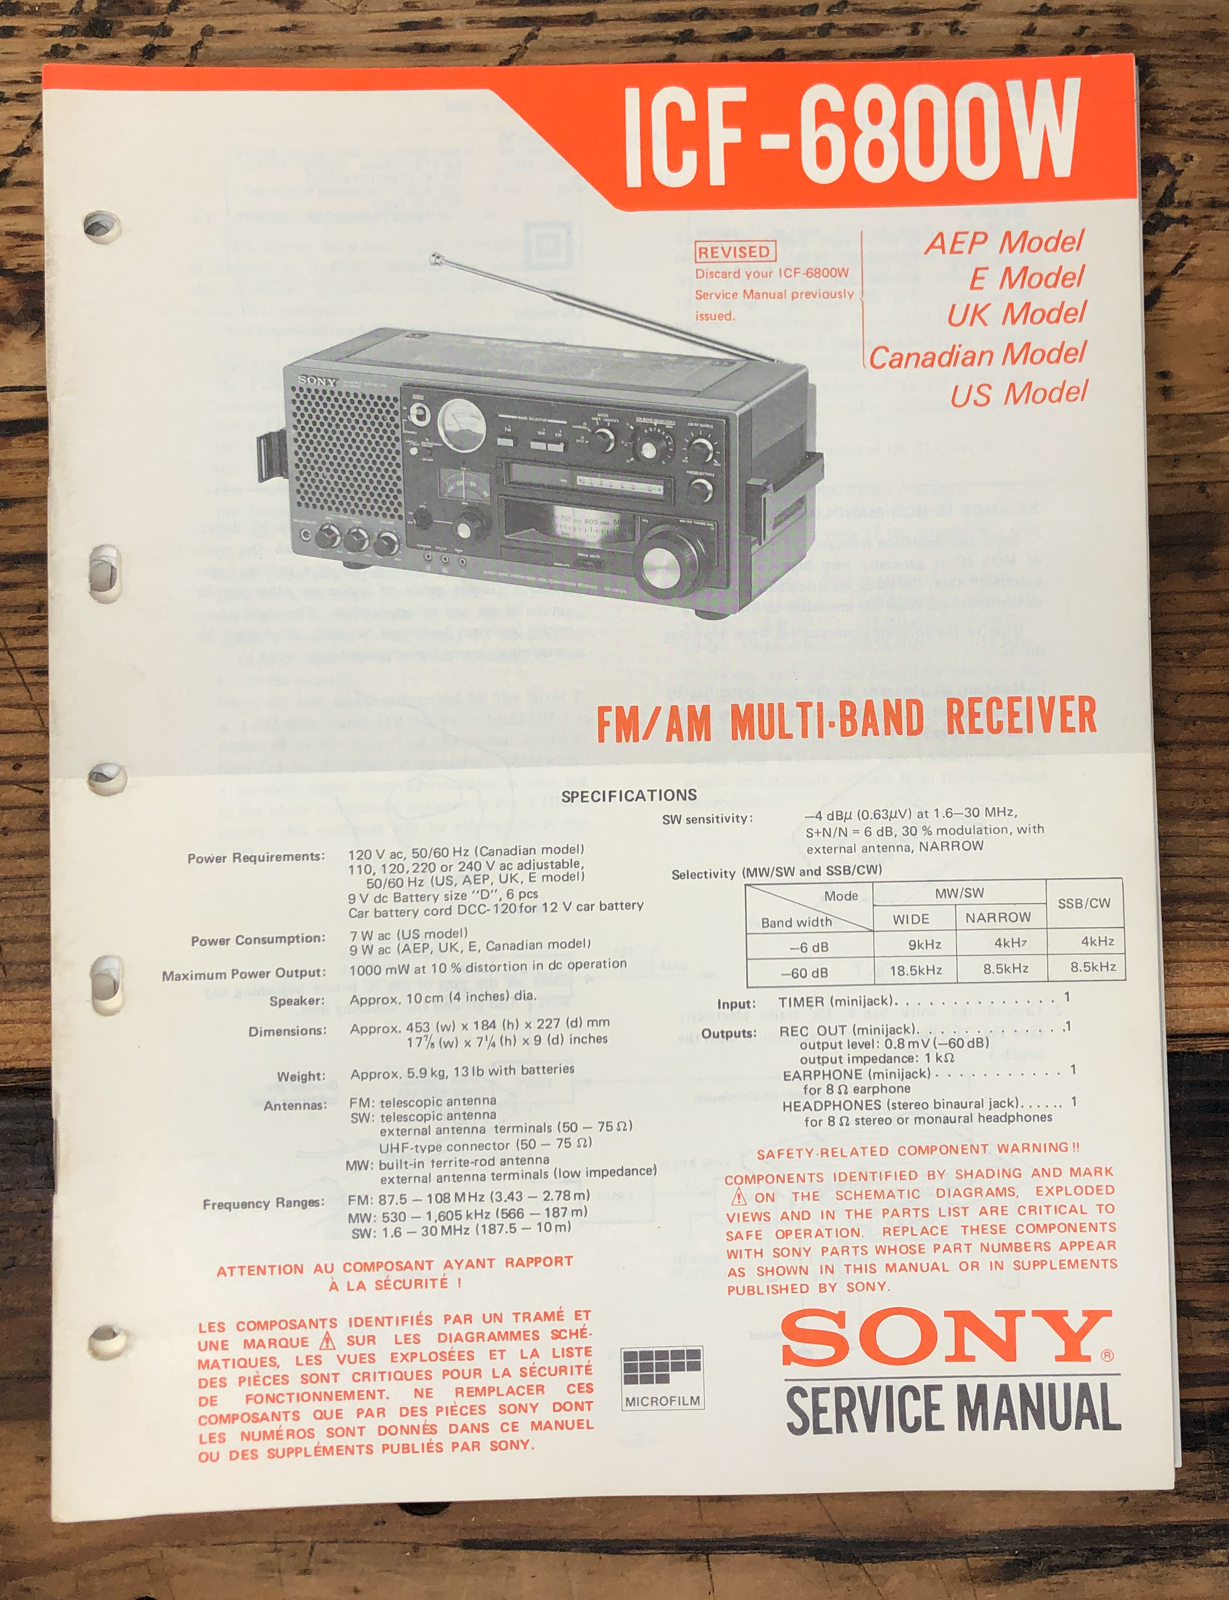 ICF-6800W
REVISED
Discard your ICF-6800W
Service Manual previously
issued.
AEP Model
E Model
UK Model
Canadian Model
US Model
SONY
FM/AM MULTI-BAND RECEIVER
SPECIFICATIONS
Power Requirements: 120 V ac, 50/60 Hz (Canadian model)
110, 120, 220 or 240 V ac adjustable,
50/60 Hz (US, AEP, UK, E model)
9 V dc Battery size "D", 6 pcs
Car battery cord DCC-120 for 12 V car battery
Power Consumption: 7 W ac (US model)
9 W ac (AEP, UK, E, Canadian model)
Maximum Power Output: 1000 mW at 10 % distortion in dc operation
Speaker: Approx. 10 cm (4 inches) dia.
Dimensions: Approx. 453 (w) x 184 (h) x 227 (d) mm
17⅞ (w) x 7¼ (h) x 9 (d) inches
Weight: Approx. 5.9 kg, 13 lb with batteries
Antennas: FM: telescopic antenna
SW: telescopic antenna
external antenna terminals (50 – 75 Ω)
UHF-type connector (50 – 75 Ω)
MW: built-in ferrite-rod antenna
external antenna terminals (low impedance)
Frequency Ranges: FM: 87.5 – 108 MHz (3.43 – 2.78 m)
MW: 530 – 1,605 kHz (566 – 187 m)
SW: 1.6 – 30 MHz (187.5 – 10 m)
ATTENTION AU COMPOSANT AYANT RAPPORT
À LA SÉCURITÉ !
LES COMPOSANTS IDENTIFIÉS PAR UN TRAMÉ ET
UNE MARQUE ⚠ SUR LES DIAGRAMMES SCHÉ-
MATIQUES, LES VUES EXPLOSÉES ET LA LISTE
DES PIÈCES SONT CRITIQUES POUR LA SÉCURITÉ
DE FONCTIONNEMENT. NE REMPLACER CES
COMPOSANTS QUE PAR DES PIÈCES SONY DONT
LES NUMÉROS SONT DONNÉS DANS CE MANUEL
OU DES SUPPLÉMENTS PUBLIÉS PAR SONY.
SW sensitivity: –4 dBμ (0.63μV) at 1.6–30 MHz,
S+N/N = 6 dB, 30 % modulation, with
external antenna, NARROW
Selectivity (MW/SW and SSB/CW)
Mode MW/SW SSB/CW
Band width WIDE NARROW
–6 dB 9kHz 4kHz 4kHz
–60 dB 18.5kHz 8.5kHz 8.5kHz
Input: TIMER (minijack). . . . . . . . . . . . . . 1
Outputs: REC OUT (minijack). . . . . . . . . . . . .1
output level: 0.8 mV (–60 dB)
output impedance: 1 kΩ
EARPHONE (minijack) . . . . . . . . . . . . 1
for 8 Ω earphone
HEADPHONES (stereo binaural jack). . . . . . 1
for 8 Ω stereo or monaural headphones
SAFETY-RELATED COMPONENT WARNING !!
COMPONENTS IDENTIFIED BY SHADING AND MARK
⚠ ON THE SCHEMATIC DIAGRAMS, EXPLODED
VIEWS AND IN THE PARTS LIST ARE CRITICAL TO
SAFE OPERATION. REPLACE THESE COMPONENTS
WITH SONY PARTS WHOSE PART NUMBERS APPEAR
AS SHOWN IN THIS MANUAL OR IN SUPPLEMENTS
PUBLISHED BY SONY.
MICROFILM
SONY®
SERVICE MANUAL